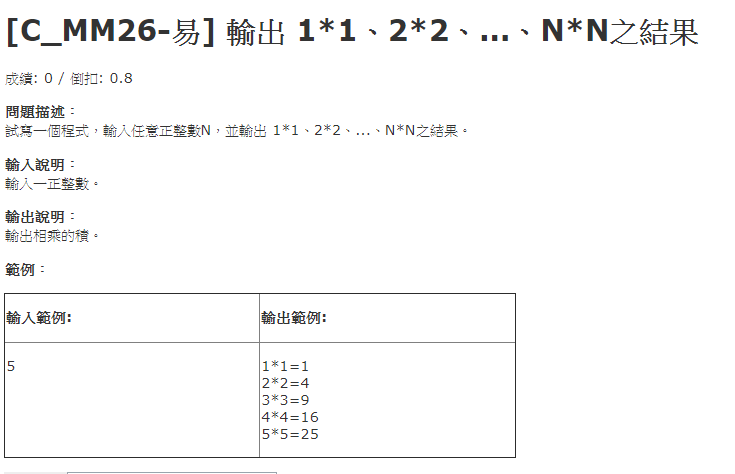 [C_MM26-易] 輸出 1*1、2*2、...、N*N之結果
成績: 0 / 倒扣: 0.8
問題描述：
試寫一個程式，輸入任意正整數N，並輸出 1*1、2*2、...、N*N之結果。
輸入說明：
輸入一正整數。
輸出說明：
輸出相乘的積。
範例：
輸入範例:
輸出範例:
5
1*1=1
2*2=4
3*3=9
4*4=16
5*5=25